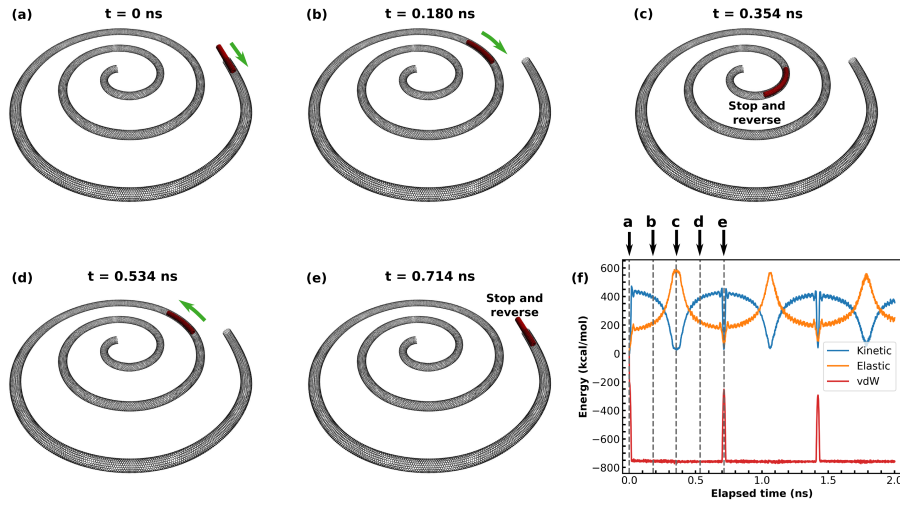 (a) t = 0 ns
(b) t = 0.180 ns
(c) t = 0.354 ns
Stop and
reverse
(d) t = 0.534 ns
(e) t = 0.714 ns
Stop and
reverse
a b c d e
(f)
600
400
200
0
−200
−400
−600
−800
Energy (kcal/mol)
Kinetic
Elastic
vdW
0.0 0.5 1.0 1.5 2.0
Elapsed time (ns)